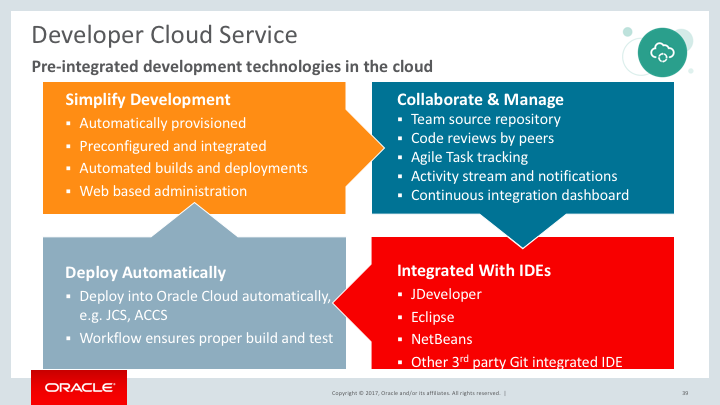 Developer Cloud Service
Pre-integrated development technologies in the cloud
Simplify Development
▪ Automatically provisioned
▪ Preconfigured and integrated
▪ Automated builds and deployments
▪ Web based administration
Collaborate & Manage
▪ Team source repository
▪ Code reviews by peers
▪ Agile Task tracking
▪ Activity stream and notifications
▪ Continuous integration dashboard
Deploy Automatically
▪ Deploy into Oracle Cloud automatically,
e.g. JCS, ACCS
▪ Workflow ensures proper build and test
Integrated With IDEs
▪ JDeveloper
▪ Eclipse
▪ NetBeans
▪ Other 3rd party Git integrated IDE
ORACLE®
Copyright © 2017, Oracle and/or its affiliates. All rights reserved. |
39